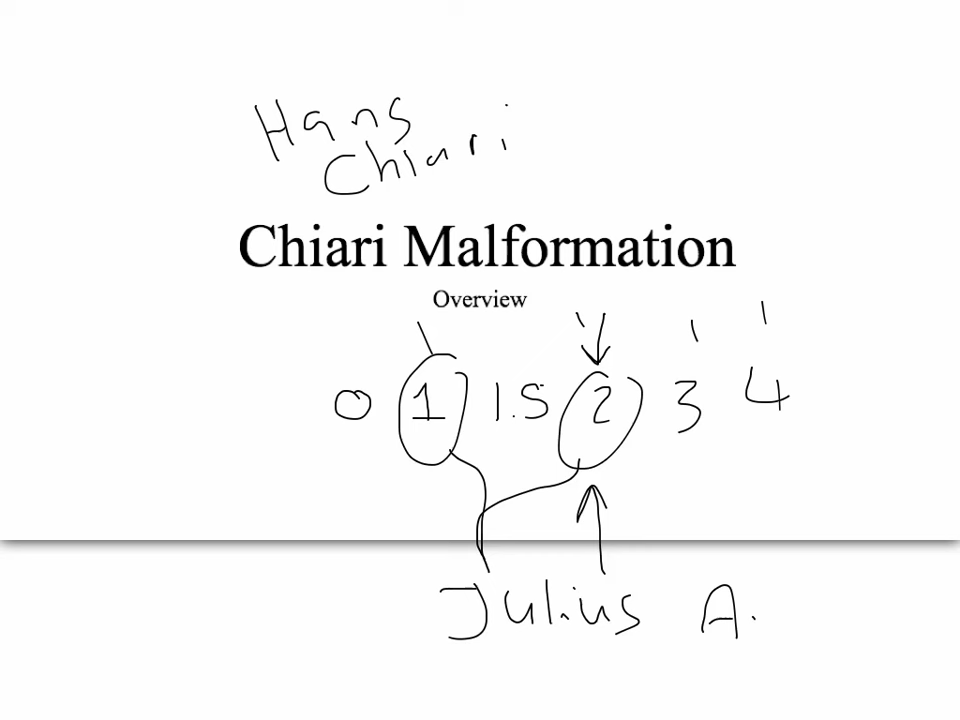 Hans
Chiari
Chiari Malformation
Overview
0 1 1.5 2 3 4
Julius A.